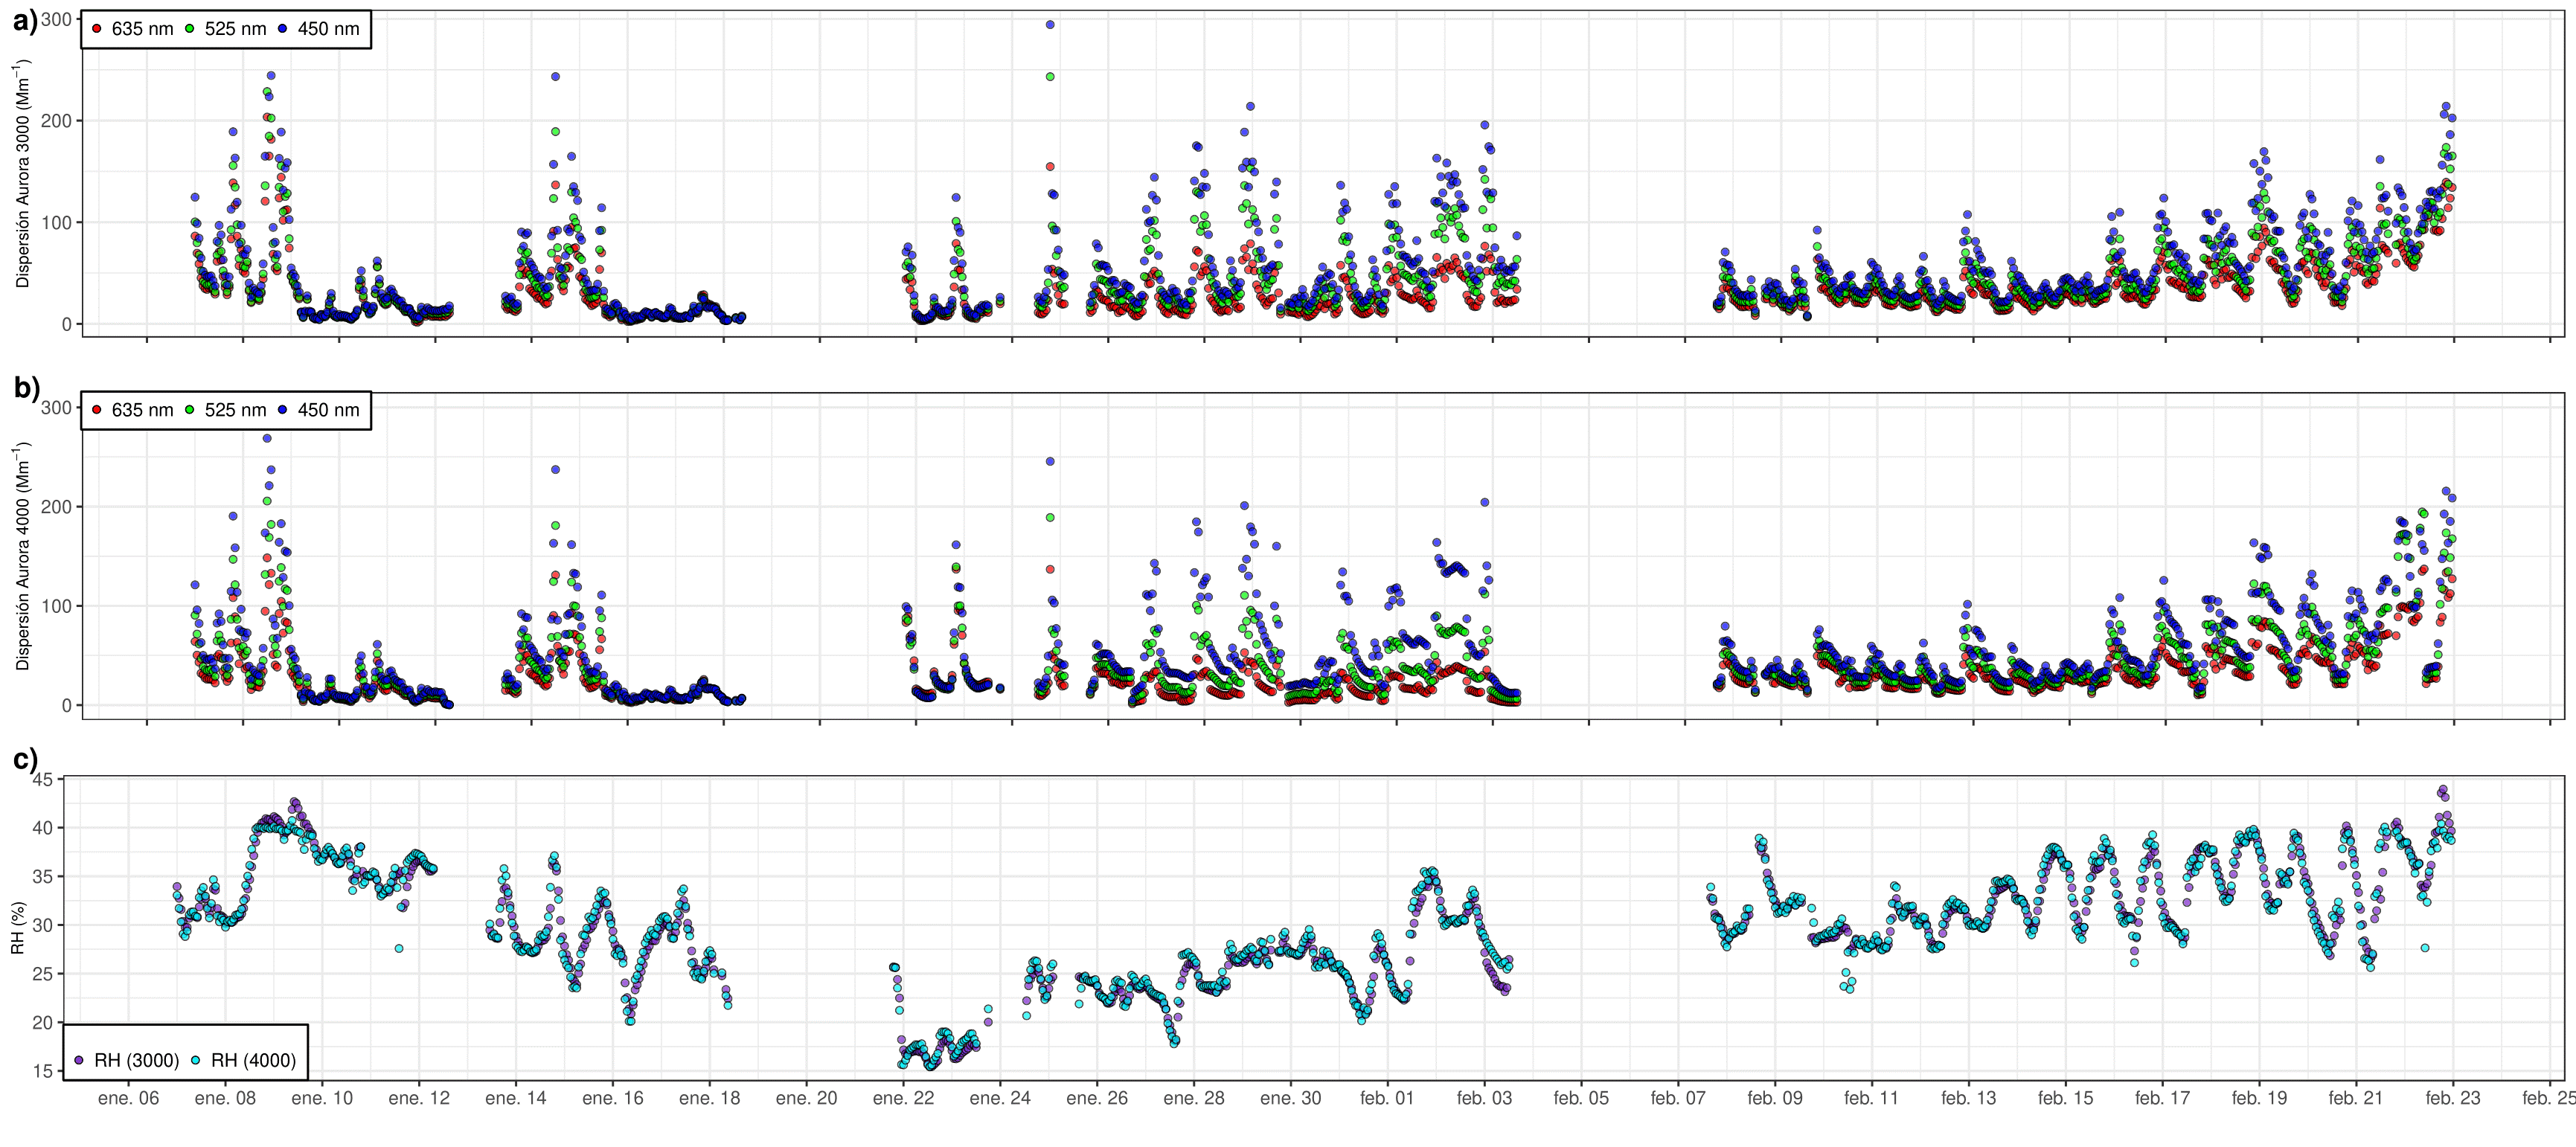 a)
300
200
100
0
Dispersión Aurora 3000 (Mm⁻¹)
635 nm 525 nm 450 nm
b)
300
200
100
0
Dispersión Aurora 4000 (Mm⁻¹)
635 nm 525 nm 450 nm
c)
45
40
35
30
25
20
15
RH (%)
RH (3000) RH (4000)
ene. 06 ene. 08 ene. 10 ene. 12 ene. 14 ene. 16 ene. 18 ene. 20 ene. 22 ene. 24 ene. 26 ene. 28 ene. 30 feb. 01 feb. 03 feb. 05 feb. 07 feb. 09 feb. 11 feb. 13 feb. 15 feb. 17 feb. 19 feb. 21 feb. 23 feb. 25